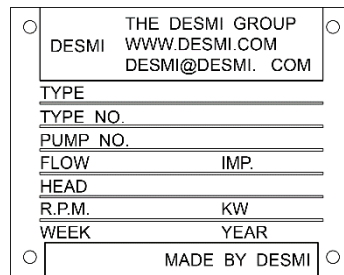 THE DESMI GROUP
DESMI WWW.DESMI.COM
DESMI@DESMI. COM
TYPE
TYPE NO.
PUMP NO.
FLOW IMP.
HEAD
R.P.M. KW
WEEK YEAR
MADE BY DESMI